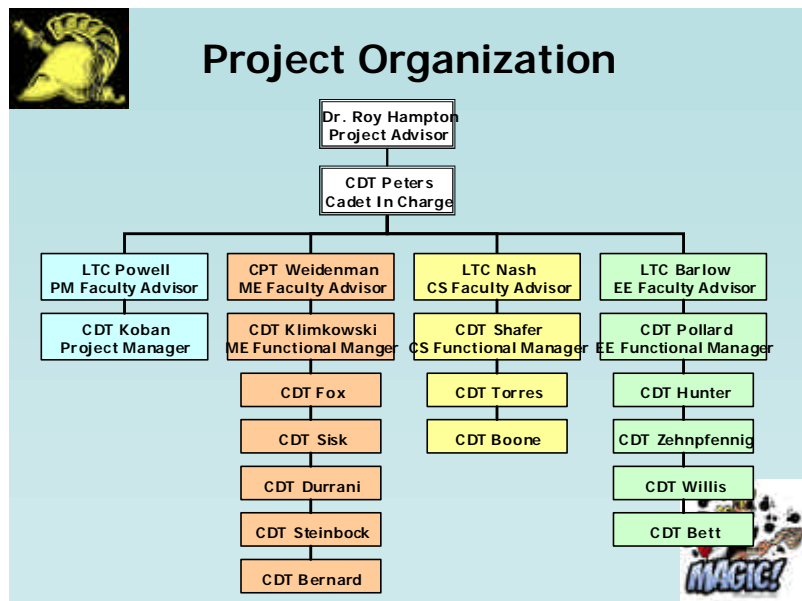 Project Organization
Dr. Roy Hampton
Project Advisor
CDT Peters
Cadet In Charge
LTC Powell
PM Faculty Advisor
CDT Koban
Project Manager
CPT Weidenman
ME Faculty Advisor
CDT Klimkowski
ME Functional Manger
CDT Fox
CDT Sisk
CDT Durrani
CDT Steinbock
CDT Bernard
LTC Nash
CS Faculty Advisor
CDT Shafer
CS Functional Manager
CDT Torres
CDT Boone
LTC Barlow
EE Faculty Advisor
CDT Pollard
EE Functional Manager
CDT Hunter
CDT Zehnpfennig
CDT Willis
CDT Bett
MAGIC!